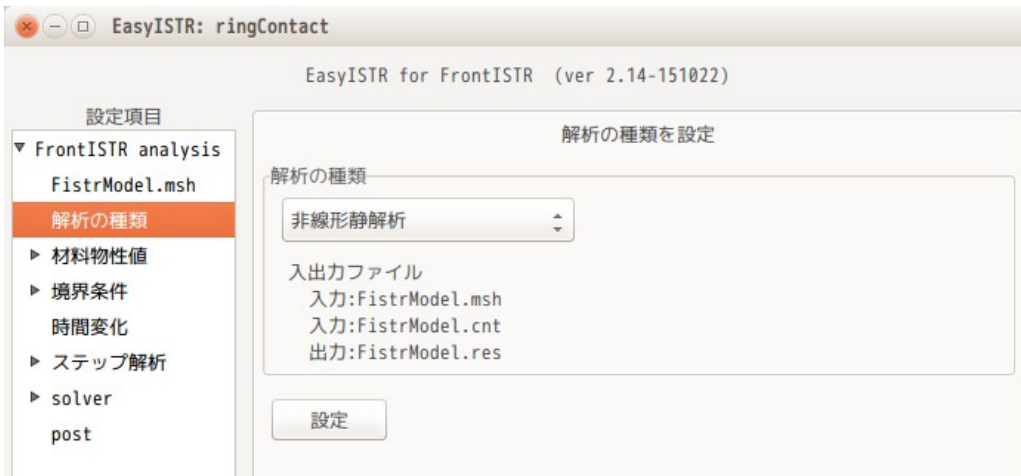 EasyISTR: ringContact
EasyISTR for FrontISTR (ver 2.14-151022)
設定項目
FrontISTR analysis
FistrModel.msh
解析の種類
材料物性値
境界条件
時間変化
ステップ解析
solver
post
解析の種類を設定
解析の種類
非線形静解析
入出力ファイル
入力:FistrModel.msh
入力:FistrModel.cnt
出力:FistrModel.res
設定